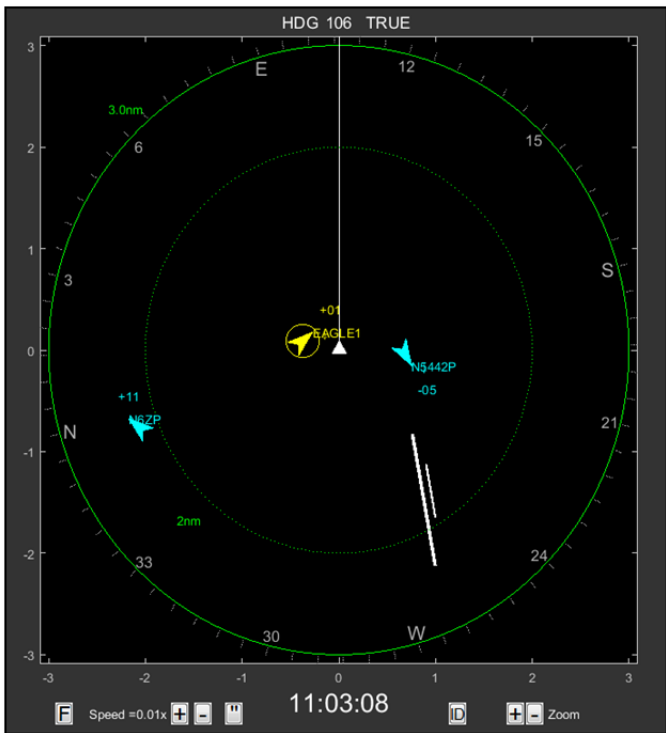 HDG 106 TRUE
3
E
12
3.0nm
6
15
2
1
3
S
+01
EAGLE1
0
N5442P
-05
+11
N6ZP
N
21
-1
2nm
-2
33
24
W
30
-3
-3
-2
-1
0
1
2
3
F
Speed =0.01x
+
-
"
11:03:08
ID
+
-
Zoom